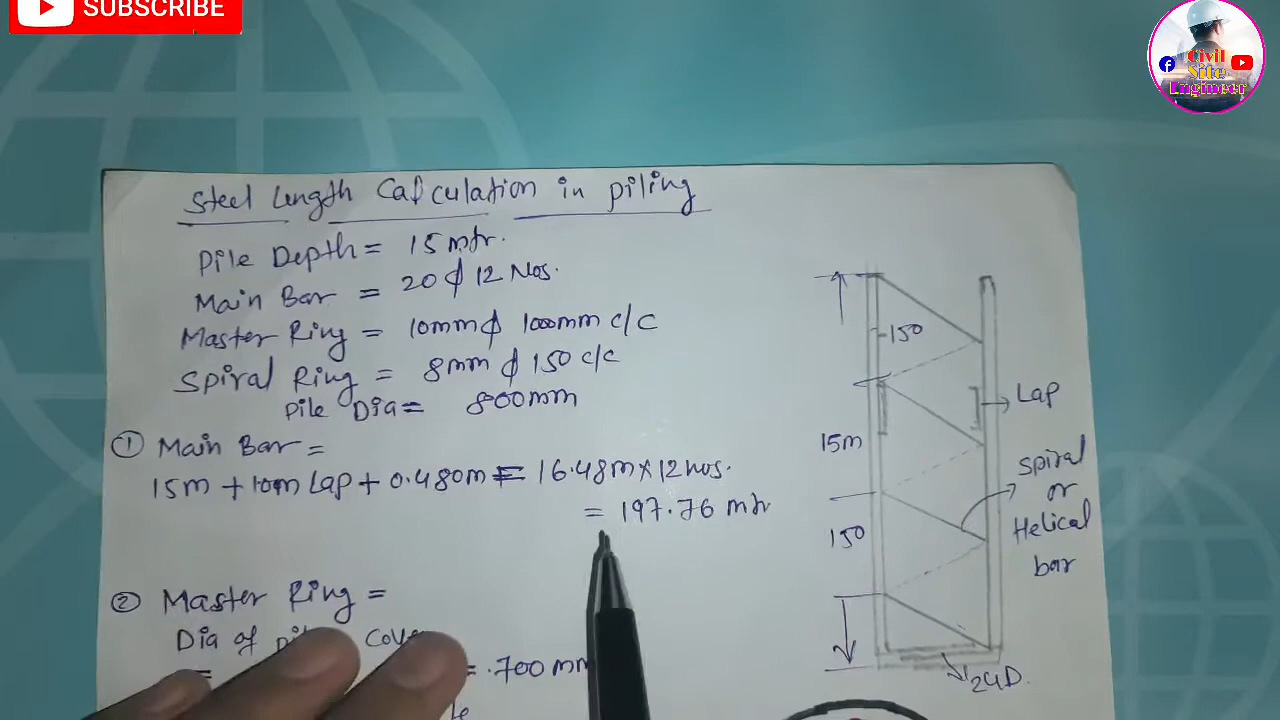 SUBSCRIBE
Civil
Site
Engineer
Steel Length Calculation in piling
Pile Depth = 15 mtr.
Main Bar = 20 ϕ 12 Nos.
Master Ring = 10mm ϕ 1000mm c/c
Spiral Ring = 8mm ϕ 150 c/c
Pile Dia = 800mm
① Main Bar =
15m + 1.00m Lap + 0.480m = 16.48m × 12 nos.
= 197.76 mtr
② Master Ring =
Dia of
= .700 mm
150
Lap
15m
Spiral
or
Helical
bar
150
24D.